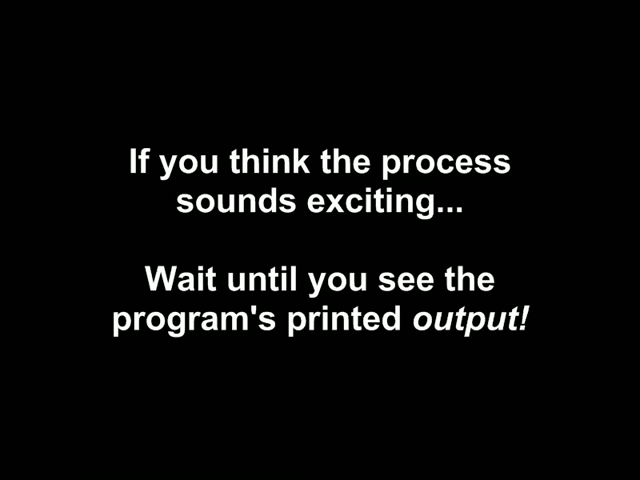 If you think the process
sounds exciting...
Wait until you see the
program's printed output!